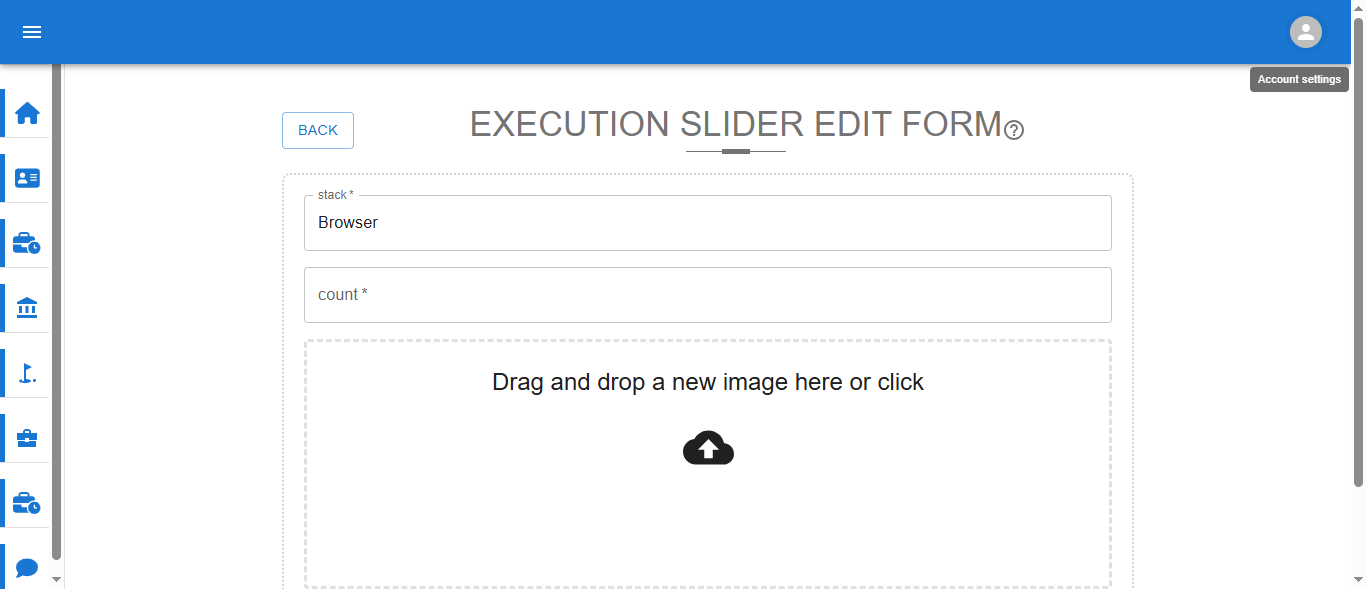 Account settings
BACK
EXECUTION SLIDER EDIT FORM
stack *
Browser
count *
Drag and drop a new image here or click